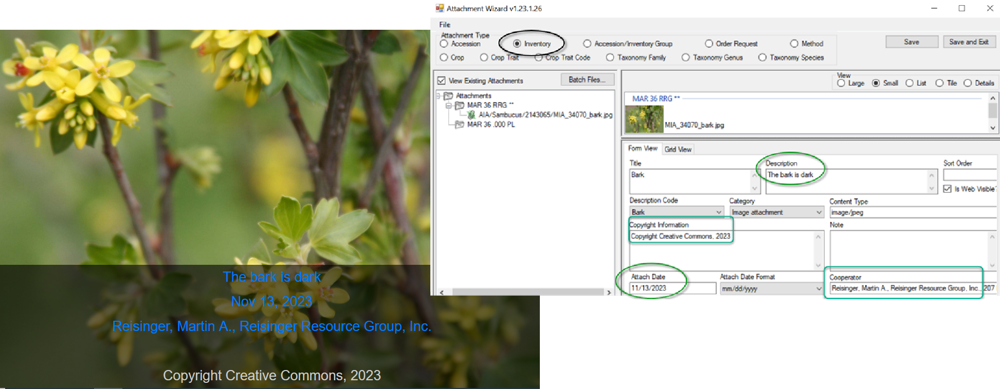 Attachment Wizard v1.23.1.26
File
Attachment Type
Accession Inventory Accession/Inventory Group Order Request Method
Crop Crop Trait Crop Trait Code Taxonomy Family Taxonomy Genus Taxonomy Species
Save Save and Exit
View Existing Attachments Batch Files...
Attachments
MAR 36 RRG **
AIA/Sambucus/2143065/MIA_34070_bark.jpg
MAR 36 .000 PL
View
Large Small List Tile Details
MAR 36 RRG **
MIA_34070_bark.jpg
Form View Grid View
Title Description Sort Order
Bark The bark is dark
Is Web Visible?
Description Code Category Content Type
Bark Image attachment image/jpeg
Copyright Information Note
Copyright Creative Commons, 2023
Attach Date Attach Date Format Cooperator
11/13/2023 mm/dd/yyyy Reisinger, Martin A., Reisinger Resource Group, Inc., 207
The bark is dark
Nov 13, 2023
Reisinger, Martin A., Reisinger Resource Group, Inc.
Copyright Creative Commons, 2023